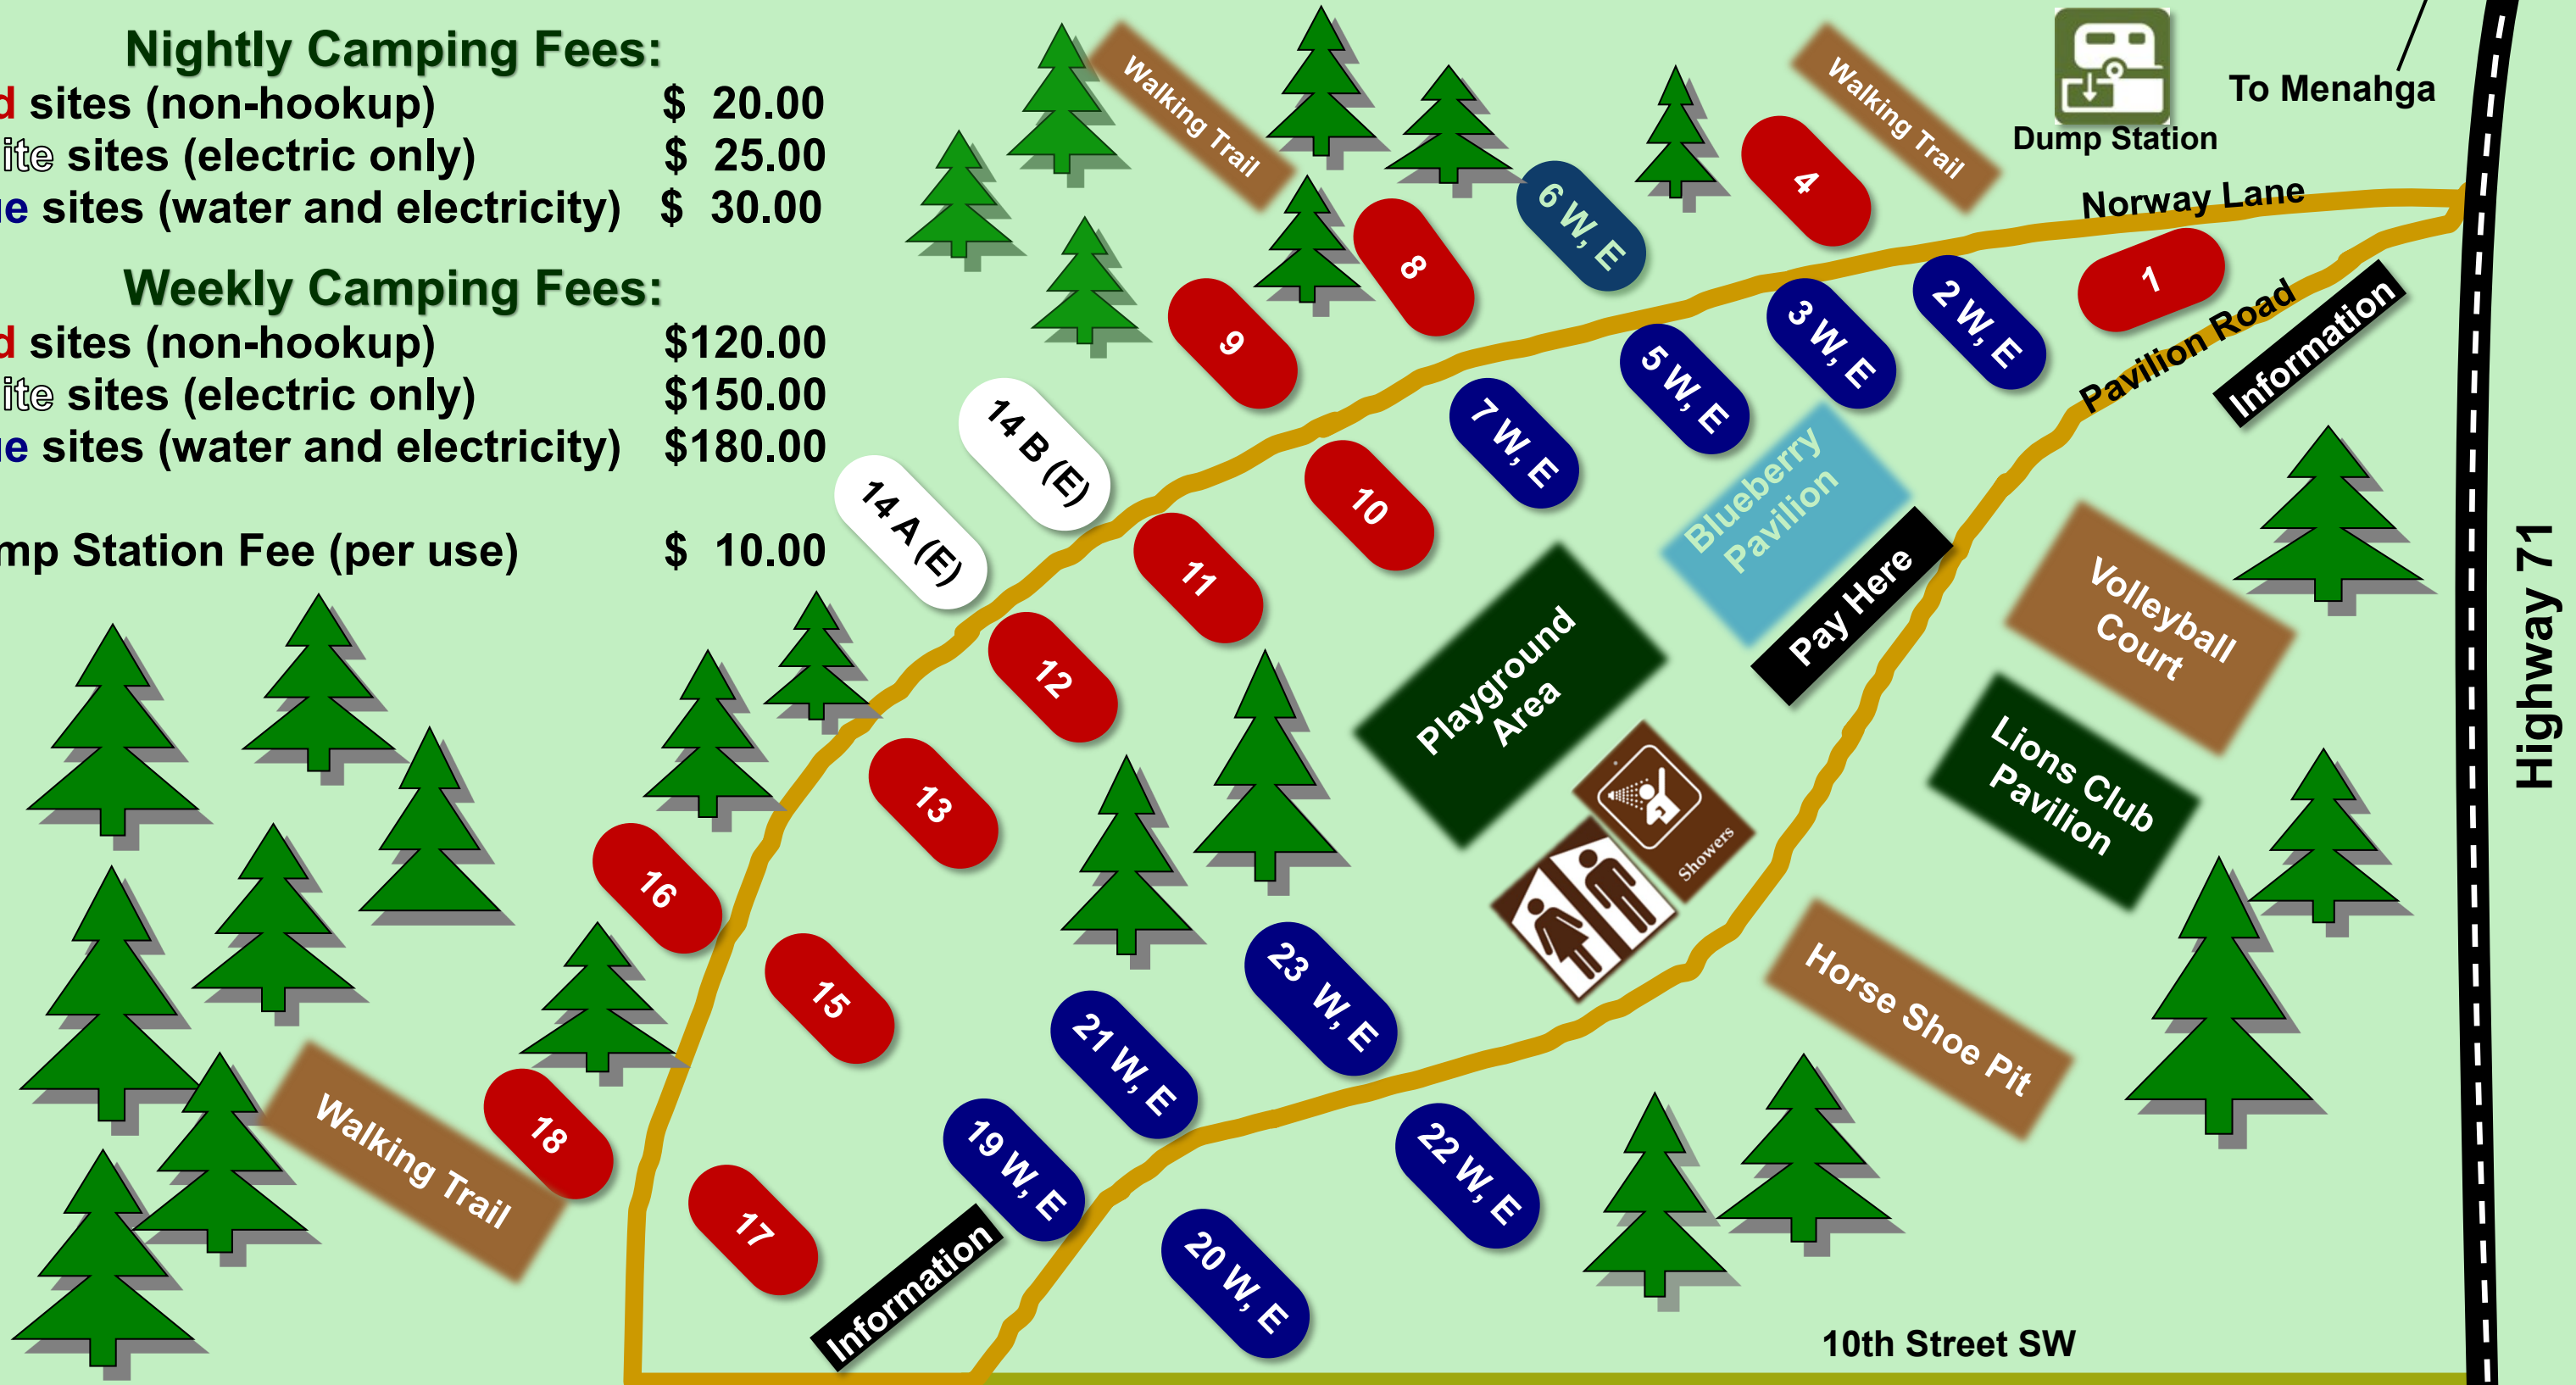 Nightly Camping Fees:
d sites (non-hookup) $ 20.00
ite sites (electric only) $ 25.00
ue sites (water and electricity) $ 30.00
Weekly Camping Fees:
d sites (non-hookup) $120.00
ite sites (electric only) $150.00
ue sites (water and electricity) $180.00
mp Station Fee (per use) $ 10.00
Walking Trail
Walking Trail
Dump Station
To Menahga
Norway Lane
Pavilion Road
Information
Highway 71
4
6 W, E
8
9
1
2 W, E
3 W, E
5 W, E
7 W, E
10
14 B (E)
14 A (E)
11
12
13
Blueberry
Pavilion
Pay Here
Playground
Area
Volleyball
Court
Lions Club
Pavilion
Showers
Horse Shoe Pit
16
15
18
17
Walking Trail
23 W, E
21 W, E
19 W, E
22 W, E
20 W, E
Information
10th Street SW